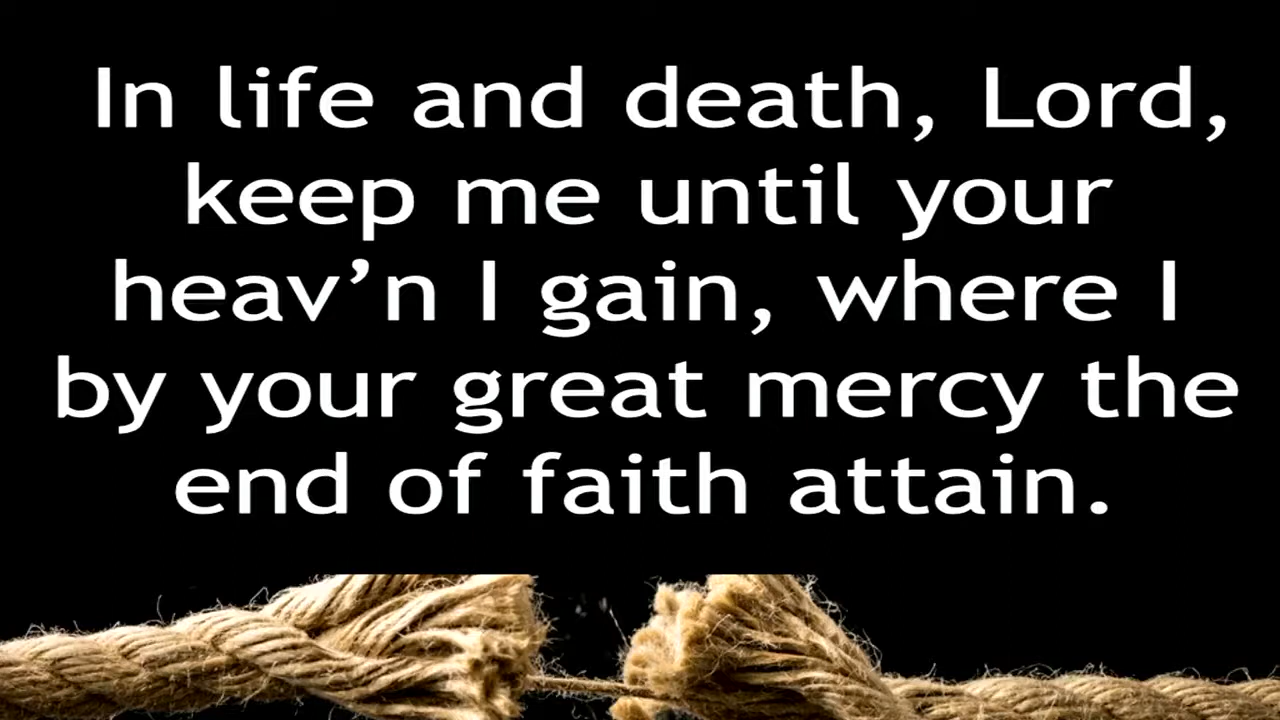 In life and death, Lord,
keep me until your
heav’n I gain, where I
by your great mercy the
end of faith attain.